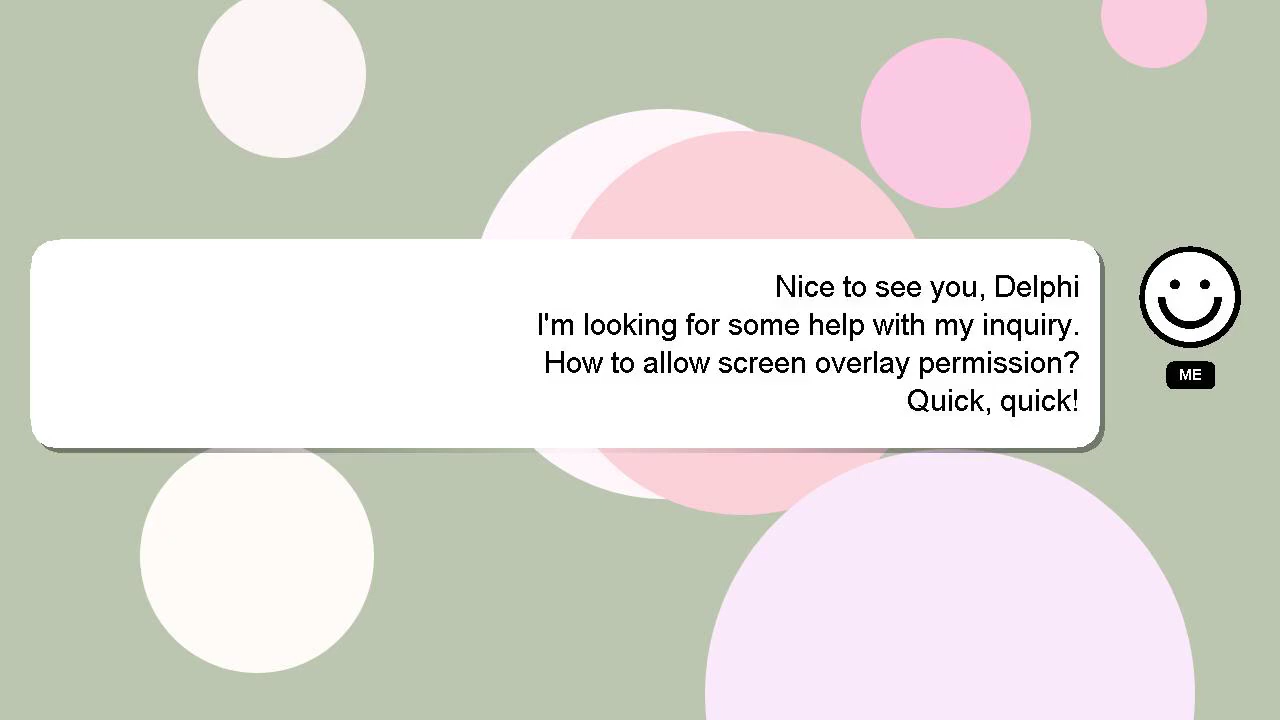 Nice to see you, Delphi
I'm looking for some help with my inquiry.
How to allow screen overlay permission?
Quick, quick!
ME